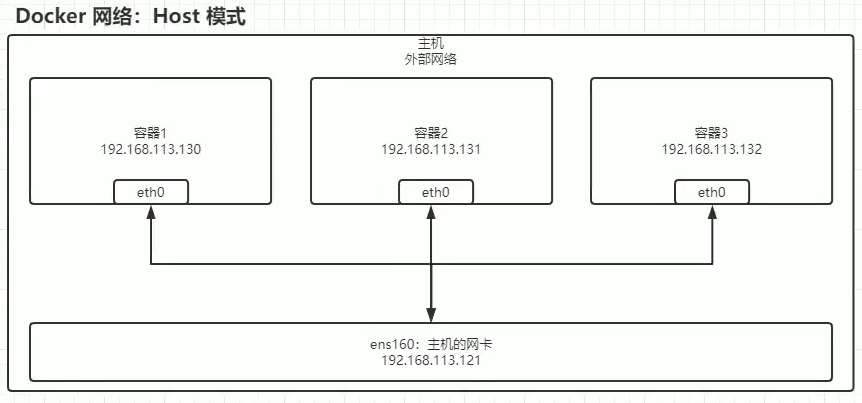 Docker 网络：Host 模式
主机
外部网络
容器1
192.168.113.130
eth0
容器2
192.168.113.131
eth0
容器3
192.168.113.132
eth0
ens160：主机的网卡
192.168.113.121